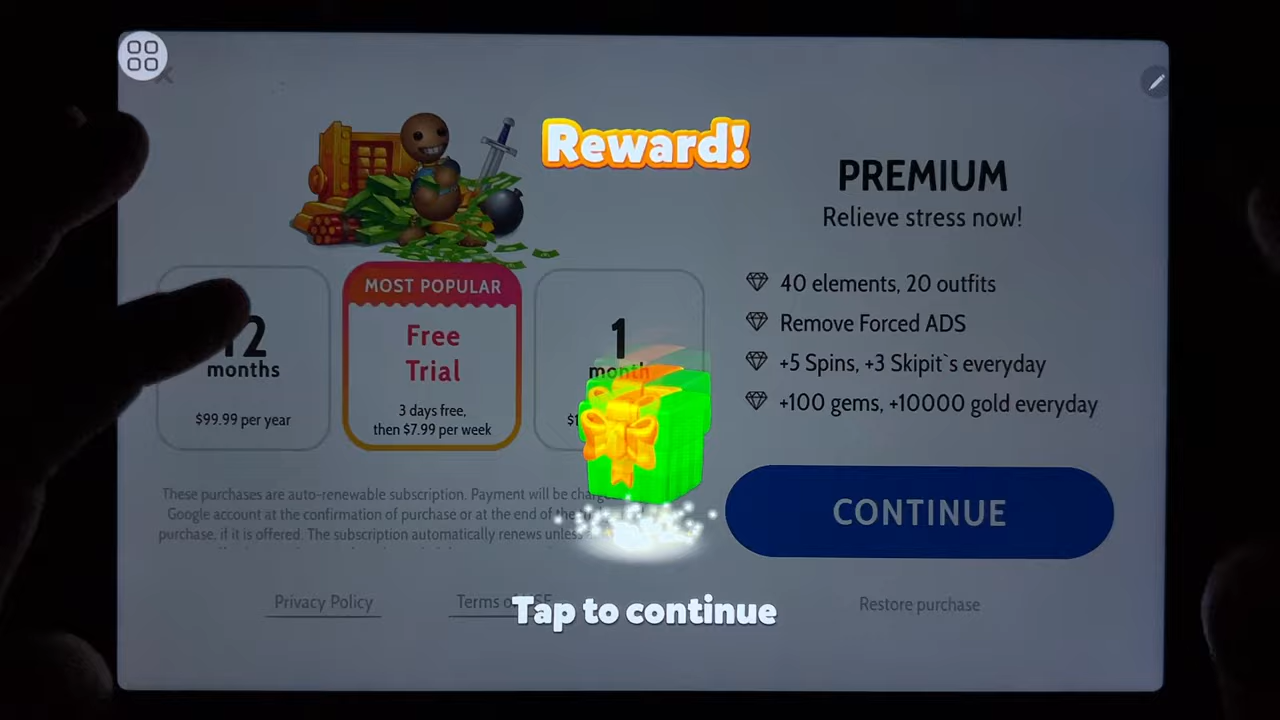 Reward!
PREMIUM
Relieve stress now!
12
months
$99.99 per year
MOST POPULAR
Free
Trial
3 days free,
then $7.99 per week
1
month
40 elements, 20 outfits
Remove Forced ADS
+5 Spins, +3 Skipit`s everyday
+100 gems, +10000 gold everyday
CONTINUE
These purchases are auto-renewable subscription. Payment will be
Google account at the confirmation of purchase or at the end of the
purchase, if it is offered. The subscription automatically renews unless
Privacy Policy
Terms
Tap to continue
Restore purchase